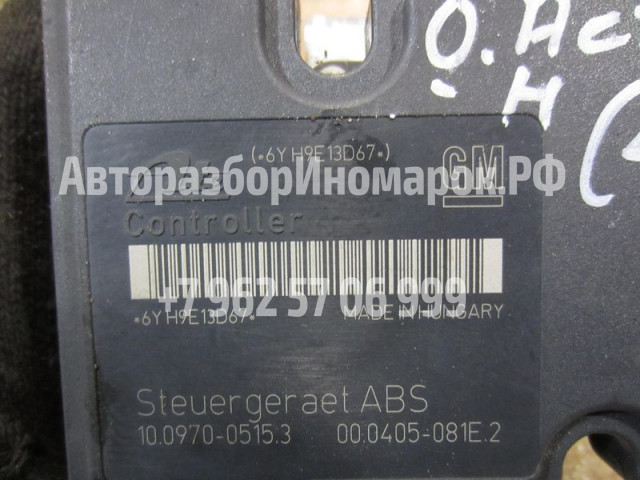 О. Аст
H
(*6Y H9E13D67*)
GM
АвторазборИномарок.РФ
Controller
+7 962 57 06 999
*6Y H9E13D67*    MADE IN HUNGARY
Steuergeraet ABS
10.0970-0515.3    00.0405-081E.2